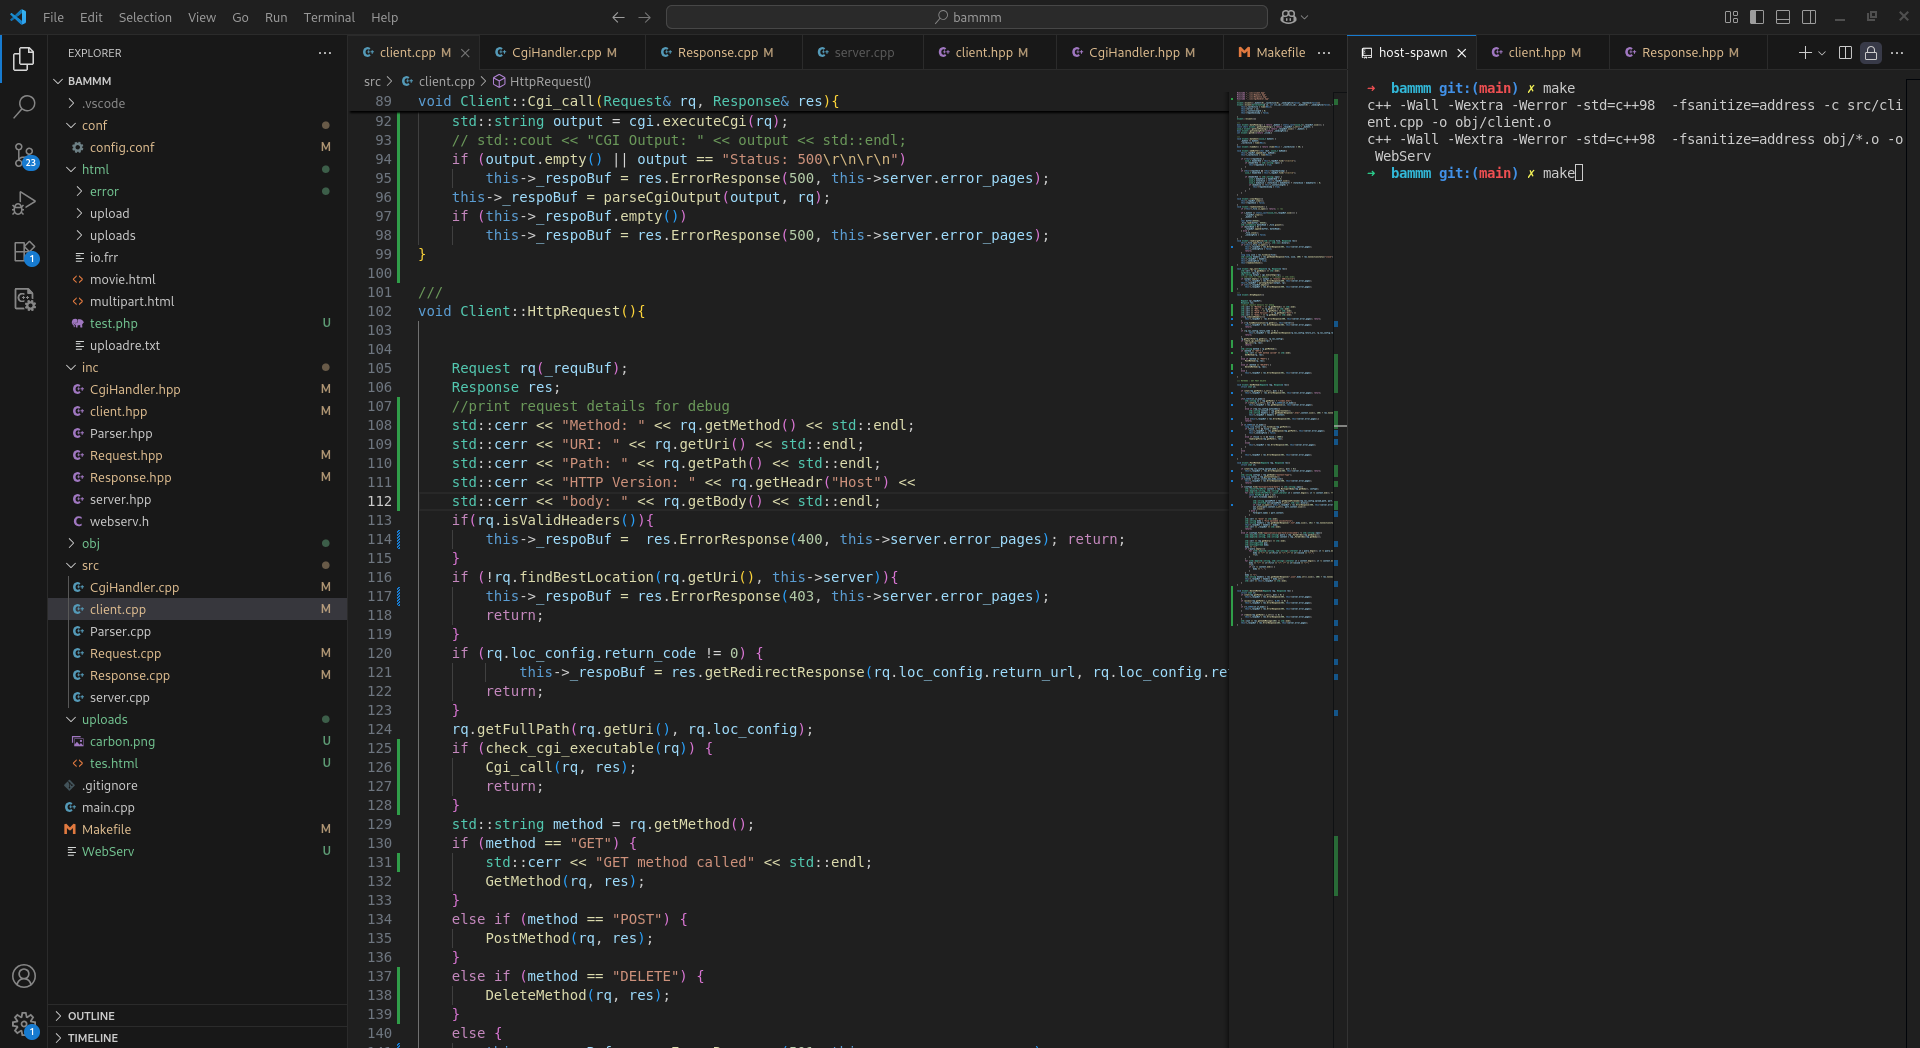 File Edit Selection View Go Run Terminal Help
bammm
EXPLORER
BAMMM
.vscode
conf
config.conf M
html
error
upload
uploads
io.frr
movie.html
multipart.html
test.php U
uploadre.txt
inc
CgiHandler.hpp M
client.hpp M
Parser.hpp
Request.hpp M
Response.hpp M
server.hpp
webserv.h
obj
src
CgiHandler.cpp M
client.cpp M
Parser.cpp
Request.cpp M
Response.cpp M
server.cpp
uploads
carbon.png U
tes.html U
.gitignore
main.cpp
Makefile M
WebServ U
OUTLINE
TIMELINE
23
1
1
client.cpp M CgiHandler.cpp M Response.cpp M server.cpp client.hpp M CgiHandler.hpp M Makefile
src > client.cpp > HttpRequest()
89 void Client::Cgi_call(Request& rq, Response& res){
92 std::string output = cgi.executeCgi(rq);
93 // std::cout << "CGI Output: " << output << std::endl;
94 if (output.empty() || output == "Status: 500\r\n\r\n")
95 this->_respoBuf = res.ErrorResponse(500, this->server.error_pages);
96 this->_respoBuf = parseCgiOutput(output, rq);
97 if (this->_respoBuf.empty())
98 this->_respoBuf = res.ErrorResponse(500, this->server.error_pages);
99 }
100
101 ///
102 void Client::HttpRequest(){
103
104
105 Request rq(_requBuf);
106 Response res;
107 //print request details for debug
108 std::cerr << "Method: " << rq.getMethod() << std::endl;
109 std::cerr << "URI: " << rq.getUri() << std::endl;
110 std::cerr << "Path: " << rq.getPath() << std::endl;
111 std::cerr << "HTTP Version: " << rq.getHeadr("Host") <<
112 std::cerr << "body: " << rq.getBody() << std::endl;
113 if(rq.isValidHeaders()){
114 this->_respoBuf =  res.ErrorResponse(400, this->server.error_pages); return;
115 }
116 if (!rq.findBestLocation(rq.getUri(), this->server)){
117 this->_respoBuf = res.ErrorResponse(403, this->server.error_pages);
118 return;
119 }
120 if (rq.loc_config.return_code != 0) {
121 this->_respoBuf = res.getRedirectResponse(rq.loc_config.return_url, rq.loc_config.re
122 return;
123 }
124 rq.getFullPath(rq.getUri(), rq.loc_config);
125 if (check_cgi_executable(rq)) {
126 Cgi_call(rq, res);
127 return;
128 }
129 std::string method = rq.getMethod();
130 if (method == "GET") {
131 std::cerr << "GET method called" << std::endl;
132 GetMethod(rq, res);
133 }
134 else if (method == "POST") {
135 PostMethod(rq, res);
136 }
137 else if (method == "DELETE") {
138 DeleteMethod(rq, res);
139 }
140 else {
host-spawn client.hpp M Response.hpp M
➜ bammm git:(main) ✗ make
c++ -Wall -Wextra -Werror -std=c++98  -fsanitize=address -c src/cli
ent.cpp -o obj/client.o
c++ -Wall -Wextra -Werror -std=c++98  -fsanitize=address obj/*.o -o
WebServ
➜ bammm git:(main) ✗ make